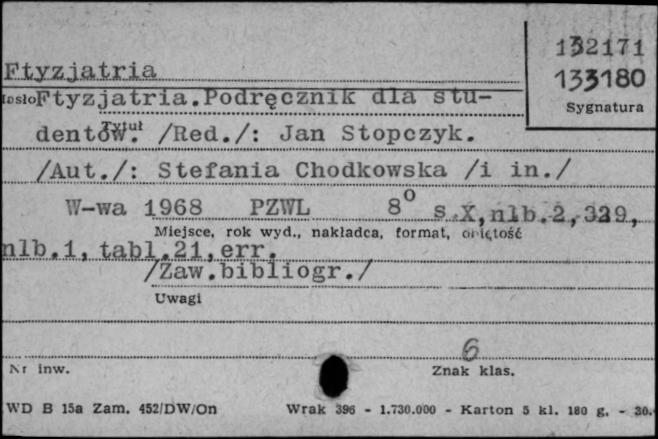 132171
133180
Sygnatura
Ftyzjatria
Hasło Ftyzjatria.Podręcznik dla stu-
Tytuł
dentów. /Red./: Jan Stopczyk.
/Aut./: Stefania Chodkowska /i in./
W-wa 1968 PZWL 8° s.X,nlb.2,329,
Miejsce, rok wyd., nakładca, format, objętość
nlb.1, tabl.21,err.
/Zaw.bibliogr./
Uwagi
6
Nr inw.
Znak klas.
WD B 15a Zam. 452/DW/On Wrak 396 - 1.730.000 - Karton 5 kl. 180 g. - 30.